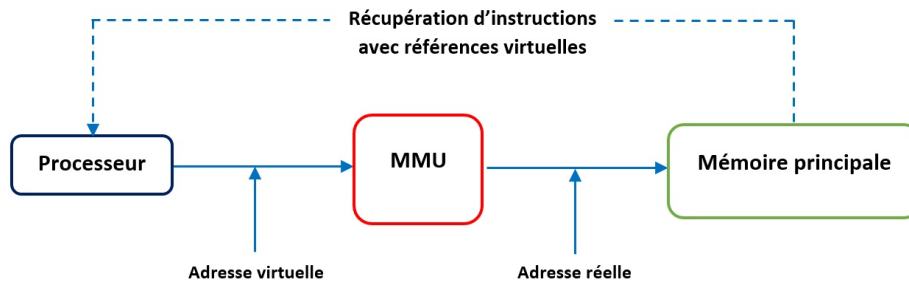 Récupération d’instructions
avec références virtuelles
Processeur
MMU
Mémoire principale
Adresse virtuelle
Adresse réelle